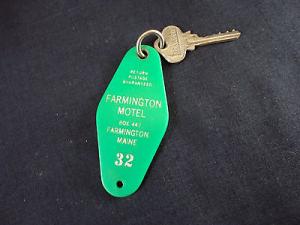 RETURN
POSTAGE
GUARANTEED
FARMINGTON
MOTEL
BOX 447
FARMINGTON
MAINE
32